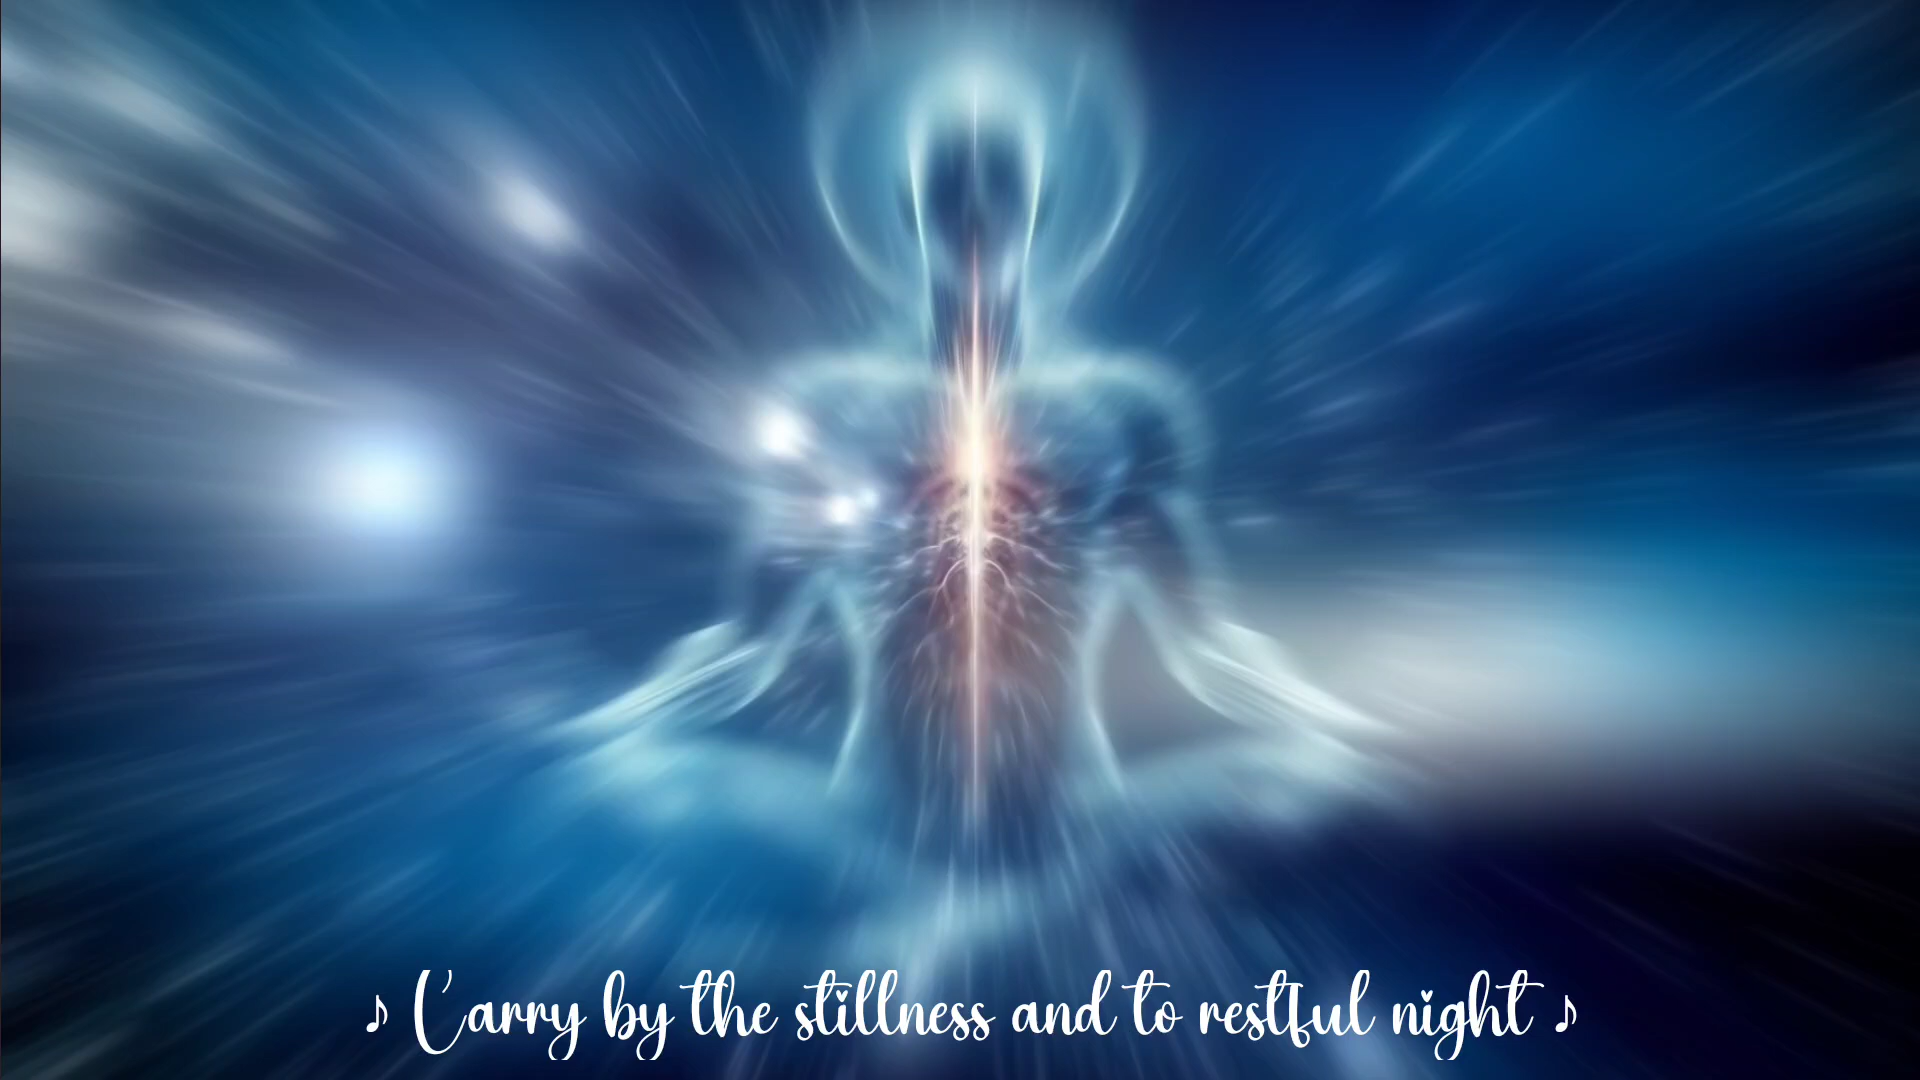 ♪ Carry by the stillness and to restful night ♪